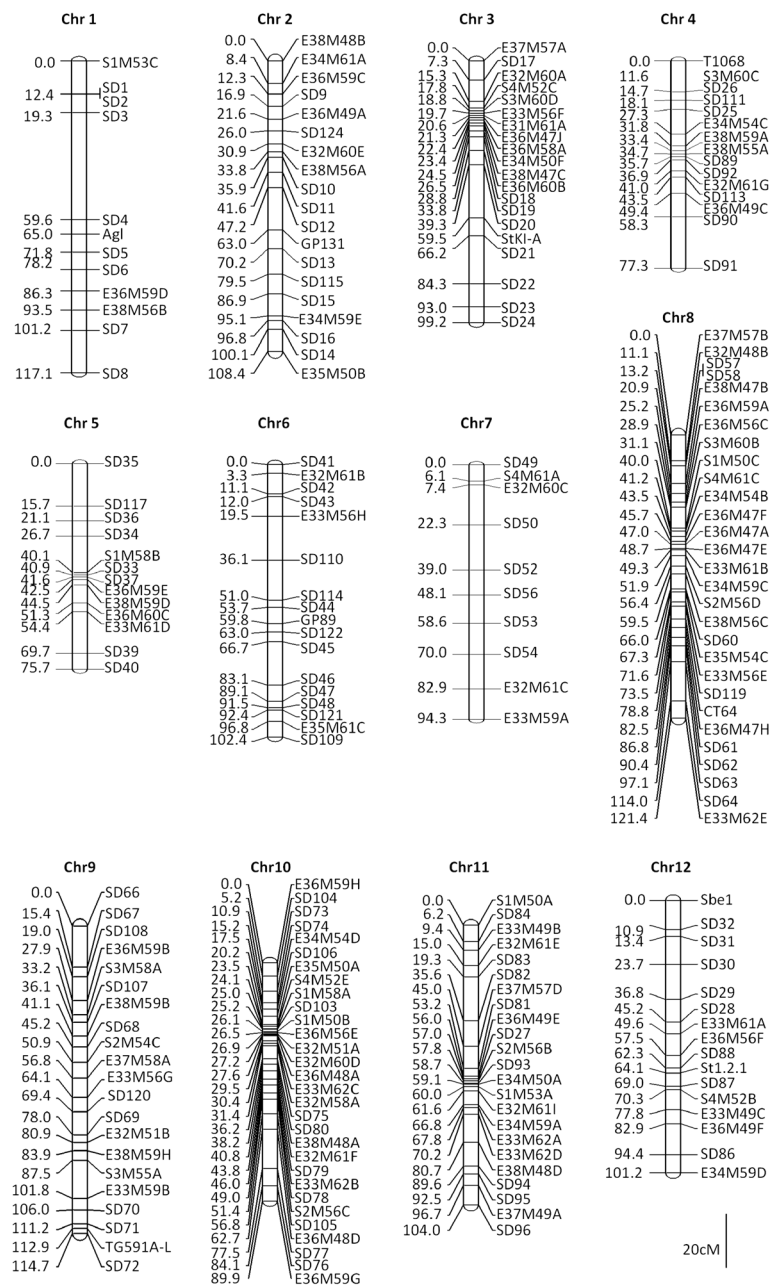 Chr 1
0.0 S1M53C
12.4 SD1
SD2
19.3 SD3
59.6 SD4
65.0 Agl
71.8 SD5
78.2 SD6
86.3 E36M59D
93.5 E38M56B
101.2 SD7
117.1 SD8
Chr 2
0.0 E38M48B
8.4 E34M61A
12.3 E36M59C
16.9 SD9
21.6 E36M49A
26.0 SD124
30.9 E32M60E
33.8 E38M56A
35.9 SD10
41.6 SD11
47.2 SD12
63.0 GP131
70.2 SD13
79.5 SD115
86.9 SD15
95.1 E34M59E
96.8 SD16
100.1 SD14
108.4 E35M50B
Chr 3
0.0 E37M57A
7.3 SD17
15.3 E32M60A
17.8 S4M52C
18.8 S3M60D
19.7 E33M56F
20.6 E31M61A
21.3 E36M47J
22.4 E36M58A
23.4 E34M50F
24.5 E38M47C
26.5 E36M60B
28.8 SD18
33.8 SD19
39.3 SD20
59.5 StKI-A
66.2 SD21
84.3 SD22
93.0 SD23
99.2 SD24
Chr 4
0.0 T1068
11.6 S3M60C
14.7 SD26
18.1 SD111
27.3 SD25
31.8 E34M54C
33.4 E38M59A
34.7 E38M55A
35.7 SD89
36.9 SD92
41.0 E32M61G
43.5 SD113
49.4 E36M49C
58.3 SD90
77.3 SD91
Chr 5
0.0 SD35
15.7 SD117
21.1 SD36
26.7 SD34
40.1 S1M58B
40.9 SD33
41.6 SD37
42.5 E36M59E
44.5 E38M59D
51.3 E36M60C
54.4 E33M61D
69.7 SD39
75.7 SD40
Chr6
0.0 SD41
3.3 E32M61B
11.1 SD42
12.0 SD43
19.5 E33M56H
36.1 SD110
51.0 SD114
53.7 SD44
59.8 GP89
63.0 SD122
66.7 SD45
83.1 SD46
89.1 SD47
91.5 SD48
92.4 SD121
96.8 E35M61C
102.4 SD109
Chr7
0.0 SD49
6.1 S4M61A
7.4 E32M60C
22.3 SD50
39.0 SD52
48.1 SD56
58.6 SD53
70.0 SD54
82.9 E32M61C
94.3 E33M59A
Chr8
0.0 E37M57B
11.1 E32M48B
13.2 SD57
SD58
20.9 E38M47B
25.2 E36M59A
28.9 E36M56C
31.1 S3M60B
40.0 S1M50C
41.2 S4M61C
43.5 E34M54B
45.7 E36M47F
47.0 E36M47A
48.7 E36M47E
49.3 E33M61B
51.9 E34M59C
56.4 S2M56D
59.5 E38M56C
66.0 SD60
67.3 E35M54C
71.6 E33M56E
73.5 SD119
78.8 CT64
82.5 E36M47H
86.8 SD61
90.4 SD62
97.1 SD63
114.0 SD64
121.4 E33M62E
Chr9
0.0 SD66
15.4 SD67
19.0 SD108
27.9 E36M59B
33.2 S3M58A
36.1 SD107
41.1 E38M59B
45.2 SD68
50.9 S2M54C
56.8 E37M58A
64.1 E33M56G
69.4 SD120
78.0 SD69
80.9 E32M51B
83.9 E38M59H
87.5 S3M55A
101.8 E33M59B
106.0 SD70
111.2 SD71
112.9 TG591A-L
114.7 SD72
Chr10
0.0 E36M59H
5.2 SD104
10.9 SD73
15.2 SD74
17.5 E34M54D
20.2 SD106
23.5 E35M50A
24.1 S4M52E
25.0 S1M58A
25.2 SD103
26.1 S1M50B
26.5 E36M56E
26.9 E32M51A
27.2 E32M60D
27.6 E36M48A
29.5 E33M62C
30.4 E32M58A
31.4 SD75
36.2 SD80
38.2 E38M48A
40.8 E32M61F
43.8 SD79
46.0 E33M62B
49.0 SD78
51.4 S2M56C
56.8 SD105
62.7 E36M48D
77.5 SD77
84.1 SD76
89.9 E36M59G
Chr11
0.0 S1M50A
6.2 SD84
9.4 E33M49B
15.0 E32M61E
19.3 SD83
35.6 SD82
45.0 E37M57D
53.2 SD81
56.0 E36M49E
57.0 SD27
57.8 S2M56B
58.7 SD93
59.1 E34M50A
60.0 S1M53A
61.6 E32M61I
66.8 E34M59A
67.8 E33M62A
70.2 E33M62D
80.7 E38M48D
89.6 SD94
92.5 SD95
96.7 E37M49A
104.0 SD96
Chr12
0.0 Sbe1
10.9 SD32
13.4 SD31
23.7 SD30
36.8 SD29
45.2 SD28
49.6 E33M61A
57.5 E36M56F
62.3 SD88
64.1 St1.2.1
69.0 SD87
70.3 S4M52B
77.8 E33M49C
82.9 E36M49F
94.4 SD86
101.2 E34M59D
20cM